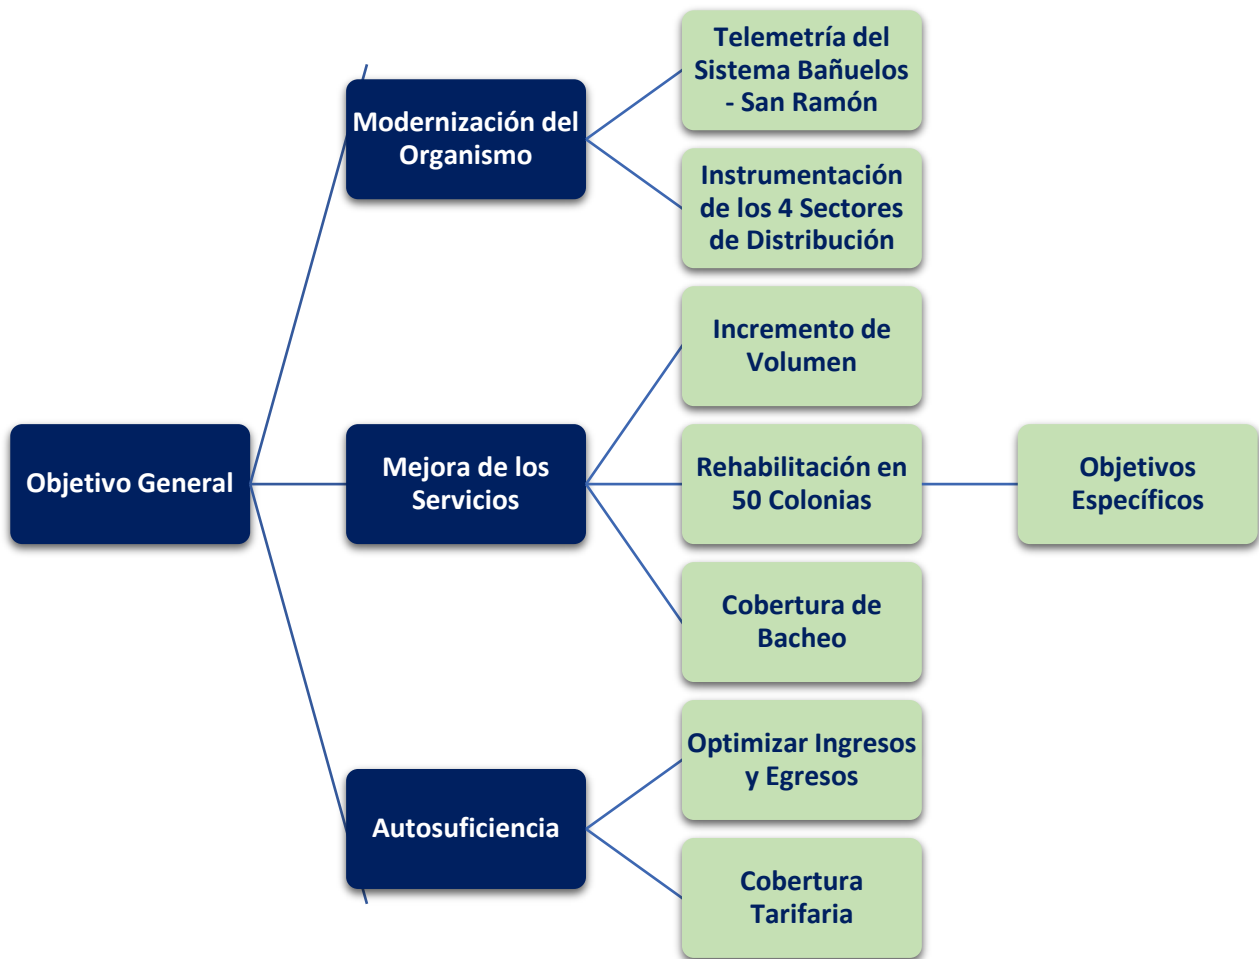 Telemetría del
Sistema Bañuelos
- San Ramón
Modernización del
Organismo
Instrumentación
de los 4 Sectores
de Distribución
Incremento de
Volumen
Objetivo General
Mejora de los
Servicios
Rehabilitación en
50 Colonias
Objetivos
Específicos
Cobertura de
Bacheo
Optimizar Ingresos
y Egresos
Autosuficiencia
Cobertura
Tarifaria